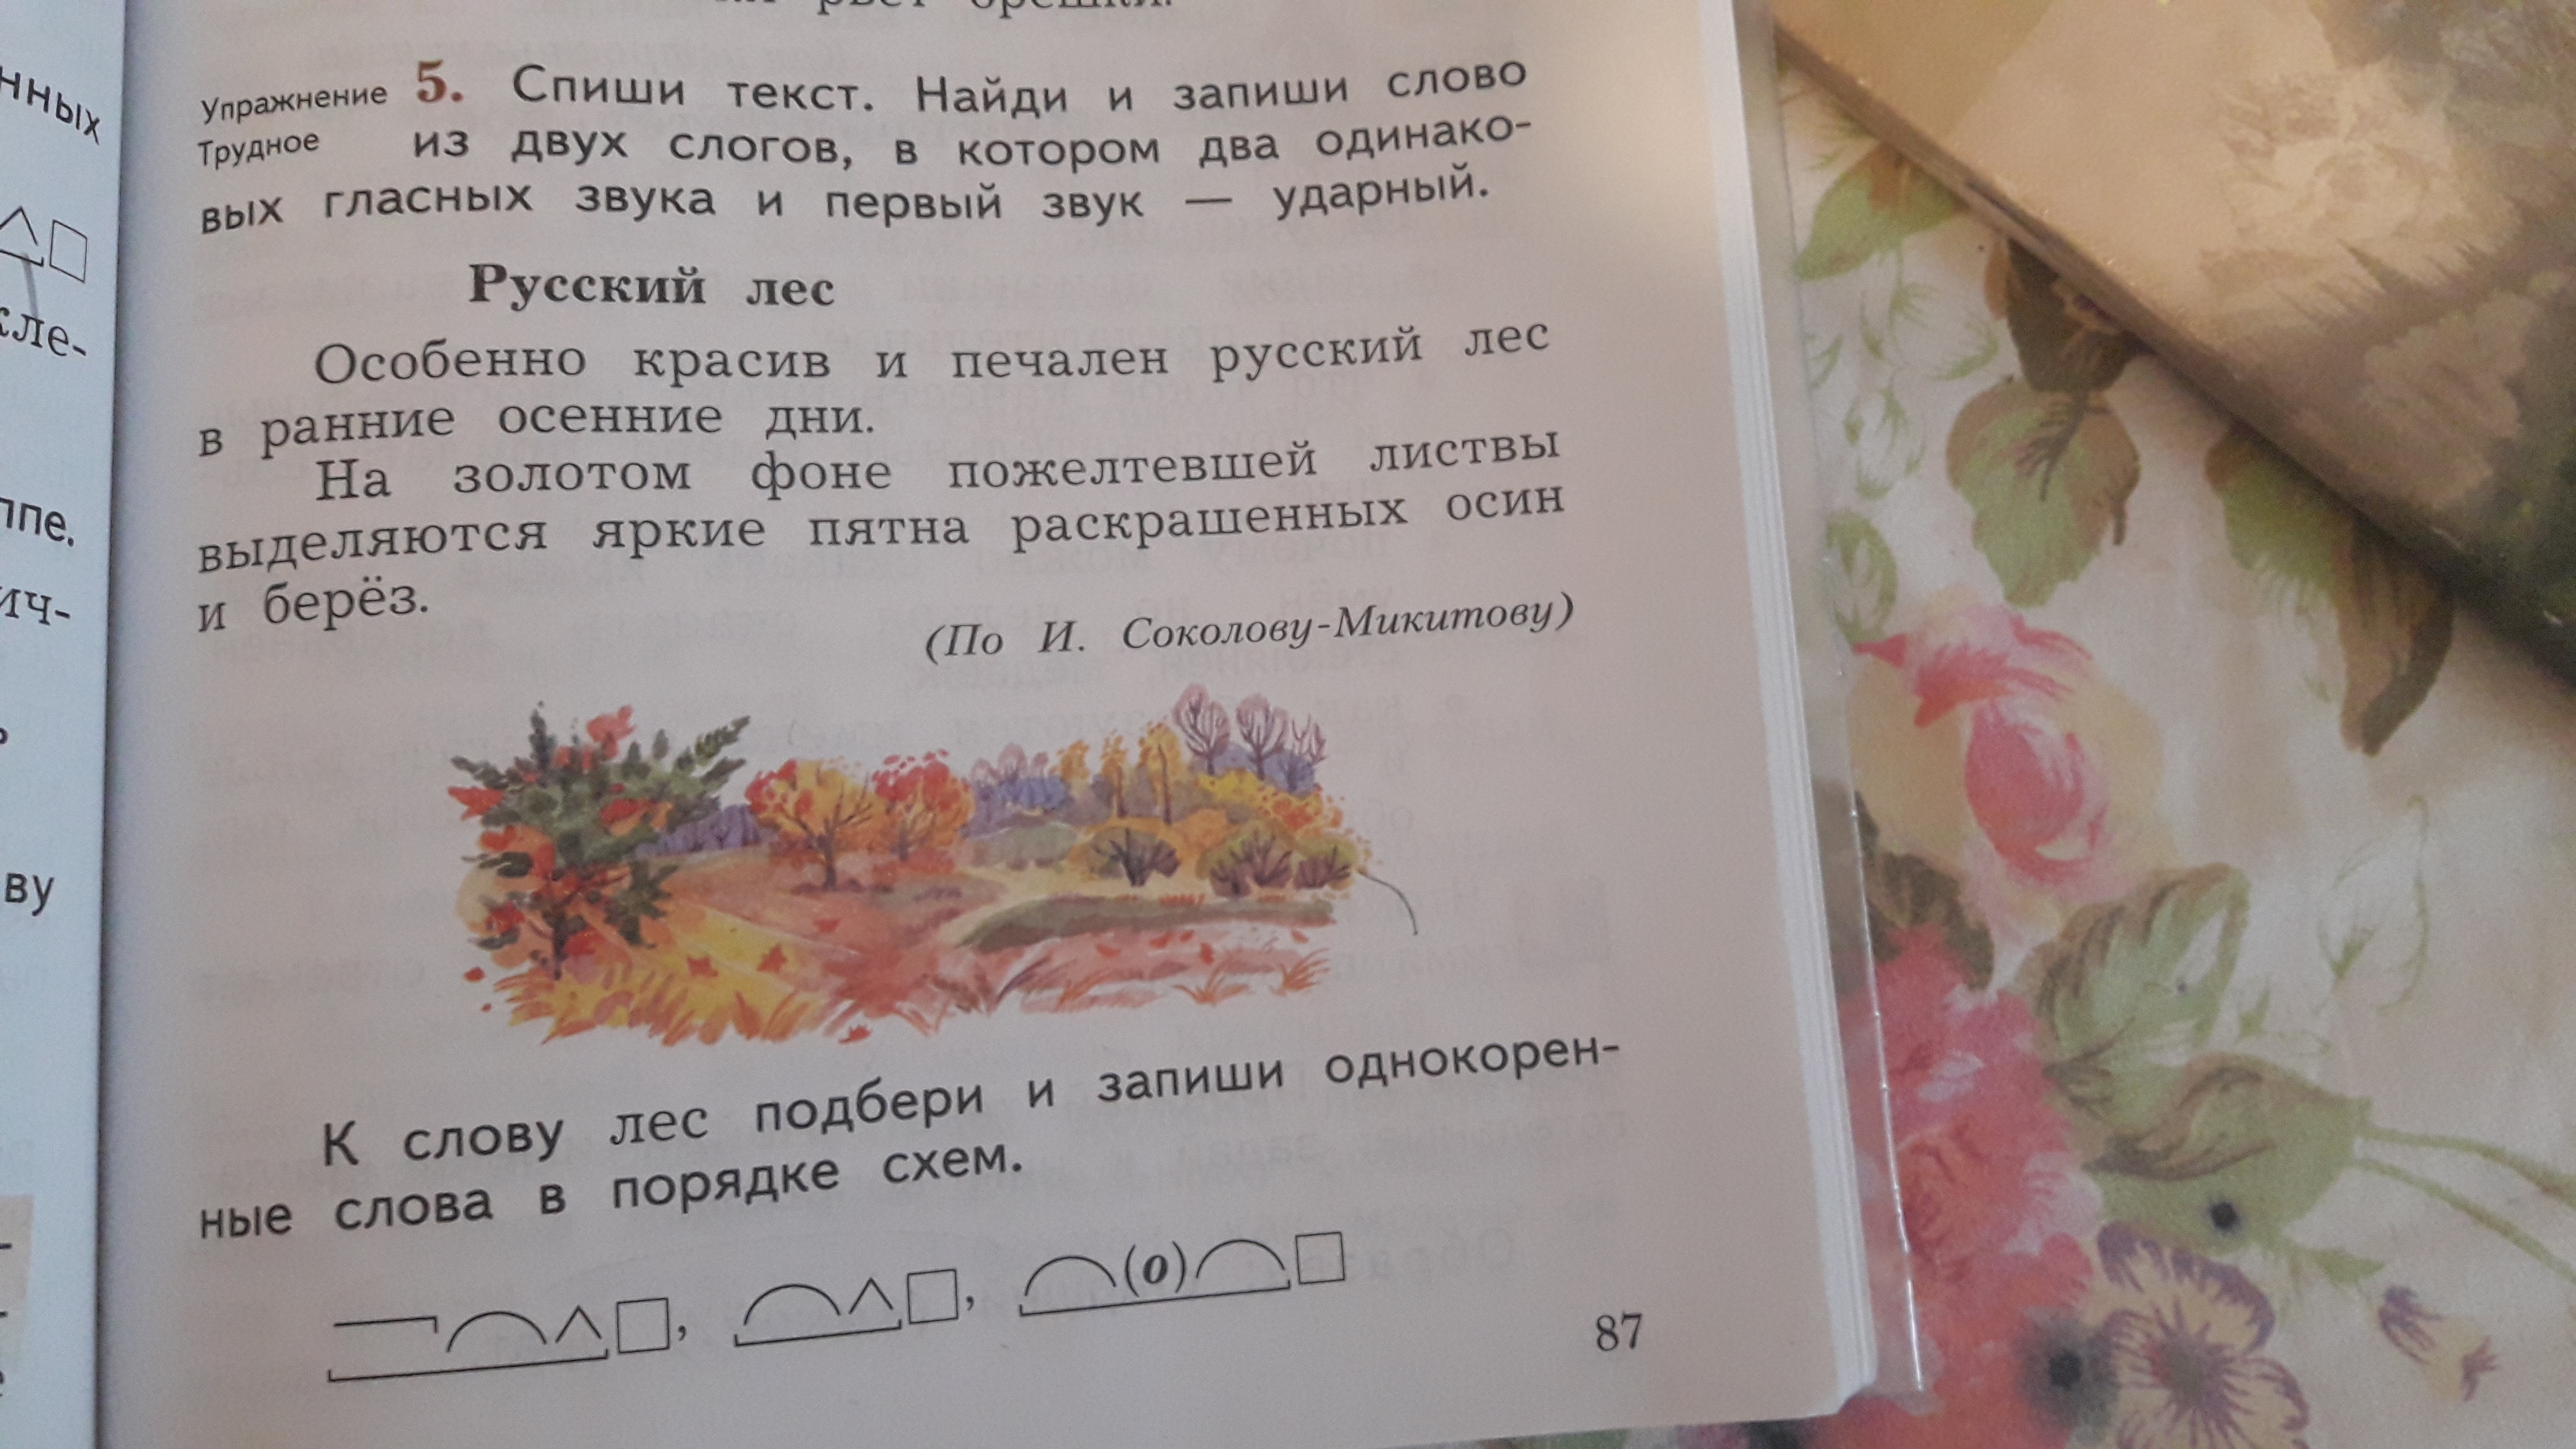 Упражнение 5. Спиши текст. Найди и запиши слово
Трудное из двух слогов, в котором два одинако-
вых гласных звука и первый звук — ударный.
Русский лес
Особенно красив и печален русский лес
в ранние осенние дни.
На золотом фоне пожелтевшей листвы
выделяются яркие пятна раскрашенных осин
и берёз.
(По И. Соколову-Микитову)
К слову лес подбери и запиши однокорен-
ные слова в порядке схем.
, , (о)
87